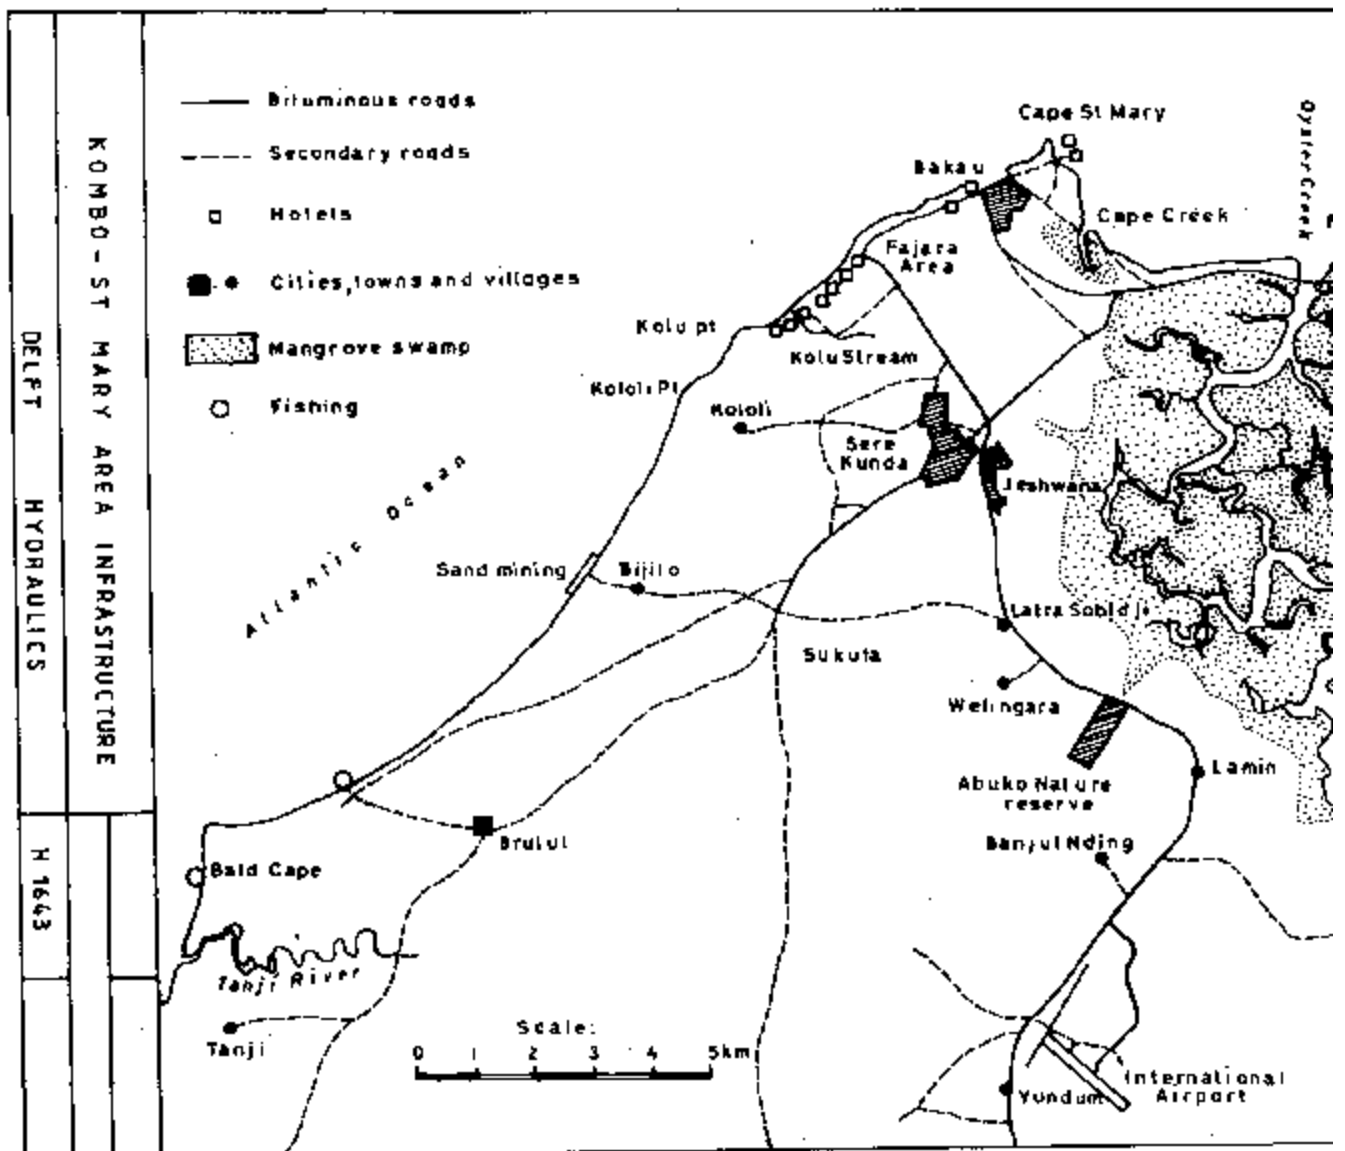 KOMBO-ST MARY AREA INFRASTRUCTURE
DELFT HYDRAULICS
H 1643
Bituminous roads
Secondary roads
Hotels
Cities, towns and villages
Mangrove swamp
Fishing
Cape St Mary
Oyster Creek
Bakau
Cape Creek
Fajara
Area
Kolu pt
Kolu Stream
Kololi Pt
Kololi
Sere
Kunda
Jeshwana
Atlantic Ocean
Sand mining
Bijilo
Latra Sobidji
Sukuta
Welingara
Lamin
Abuko Nature
reserve
Banjul Nding
Brufut
Bald Cape
Tanji River
Tanji
Scale:
0 1 2 3 4 5km
International
Airport
Yundum